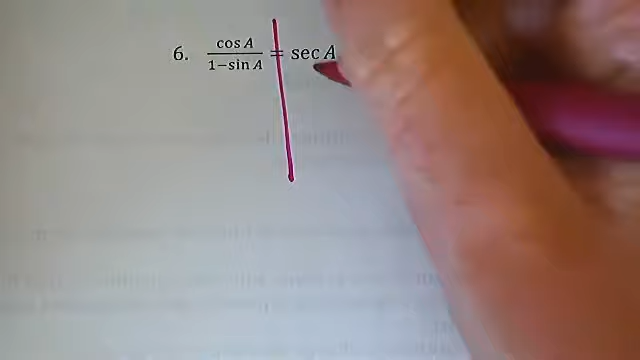 6. cos A / 1−sin A = sec A